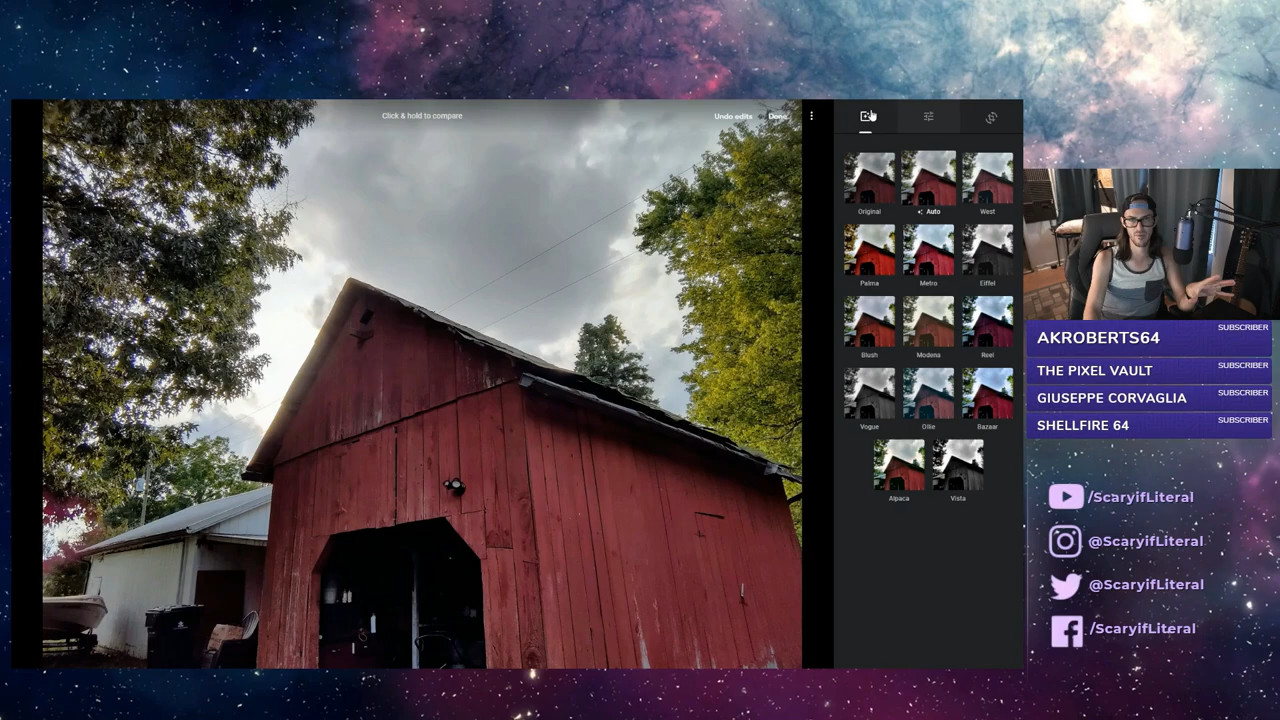 Click & hold to compare
Undo edits
Done
Original
Auto
West
Palma
Metro
Eiffel
Blush
Modena
Reel
Vogue
Ollie
Bazaar
Alpaca
Vista
AKROBERTS64
SUBSCRIBER
THE PIXEL VAULT
SUBSCRIBER
GIUSEPPE CORVAGLIA
SUBSCRIBER
SHELLFIRE 64
SUBSCRIBER
/ScaryifLiteral
@ScaryifLiteral
@ScaryifLiteral
/ScaryifLiteral